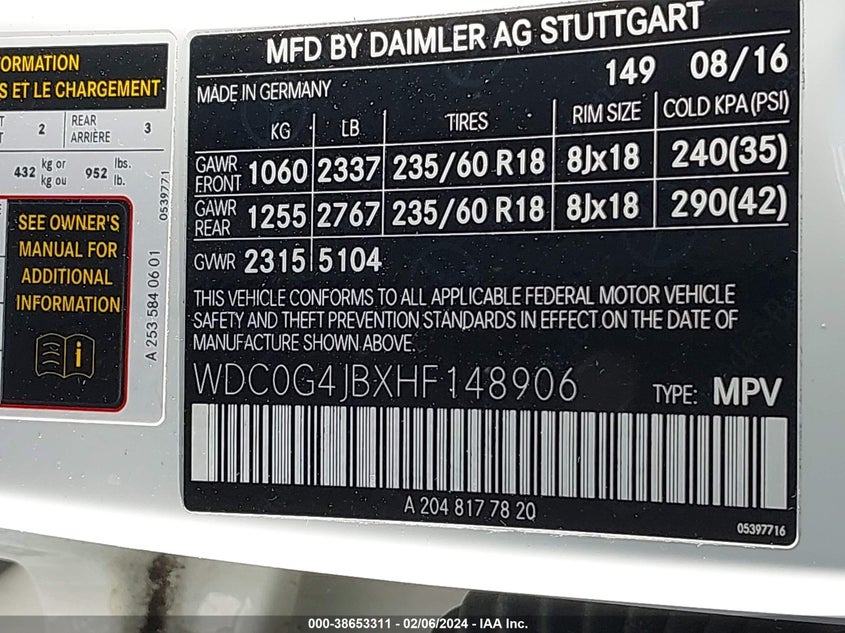 ORMATION
S ET LE CHARGEMENT
T 2 REAR 3
T ARRIÈRE
432 kg or 952 lbs.
kg ou lb.
SEE OWNER'S
MANUAL FOR
ADDITIONAL
INFORMATION
i
A 253 584 06 01
0539771
MFD BY DAIMLER AG STUTTGART
149 08/16
MADE IN GERMANY
KG LB TIRES RIM SIZE COLD KPA (PSI)
GAWR FRONT 1060 2337 235/60 R18 8Jx18 240(35)
GAWR REAR 1255 2767 235/60 R18 8Jx18 290(42)
GVWR 2315 5104
THIS VEHICLE CONFORMS TO ALL APPLICABLE FEDERAL MOTOR VEHICLE
SAFETY AND THEFT PREVENTION STANDARDS IN EFFECT ON THE DATE OF
MANUFACTURE SHOWN ABOVE.
WDC0G4JBXHF148906 TYPE: MPV
A 204 817 78 20
05397716
000-38653311 - 02/06/2024 - IAA Inc.